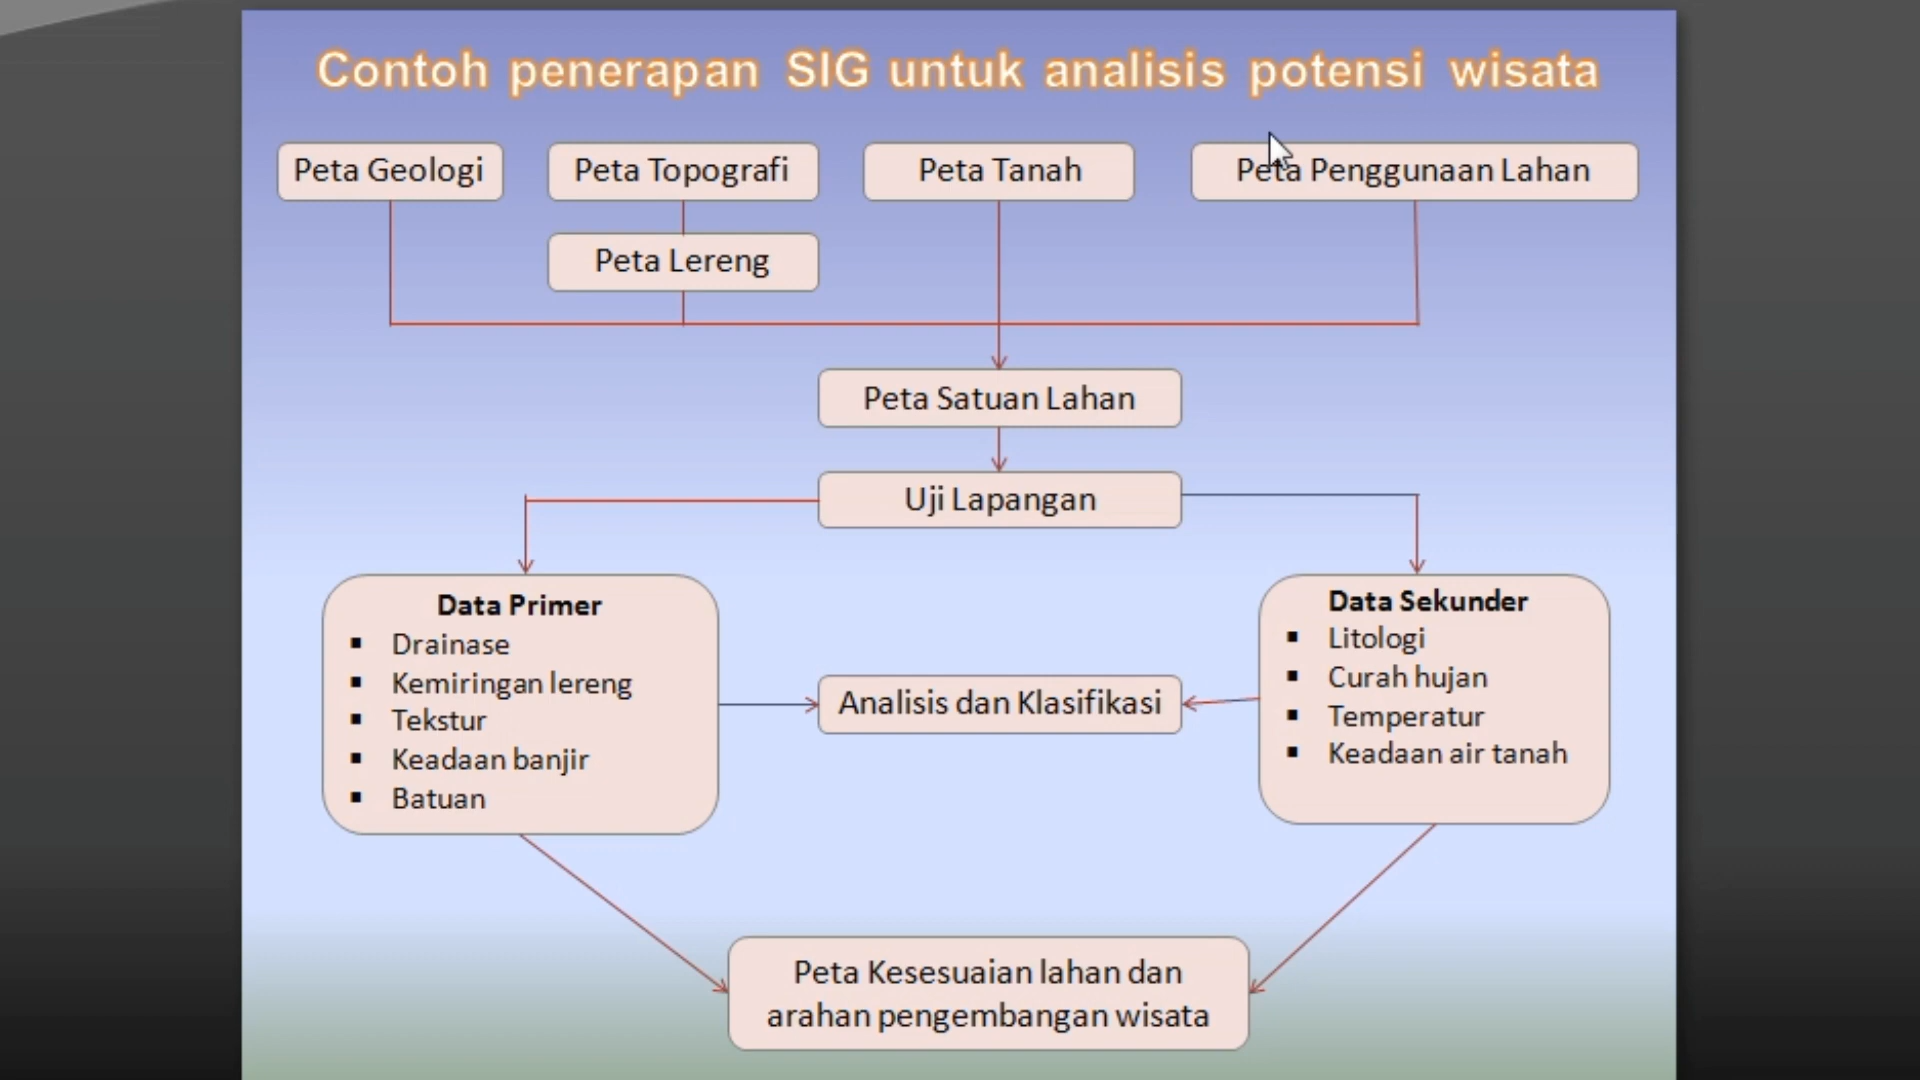 Contoh penerapan SIG untuk analisis potensi wisata
Peta Geologi
Peta Topografi
Peta Tanah
Peta Penggunaan Lahan
Peta Lereng
Peta Satuan Lahan
Uji Lapangan
Data Primer
Drainase
Kemiringan lereng
Tekstur
Keadaan banjir
Batuan
Analisis dan Klasifikasi
Data Sekunder
Litologi
Curah hujan
Temperatur
Keadaan air tanah
Peta Kesesuaian lahan dan
arahan pengembangan wisata